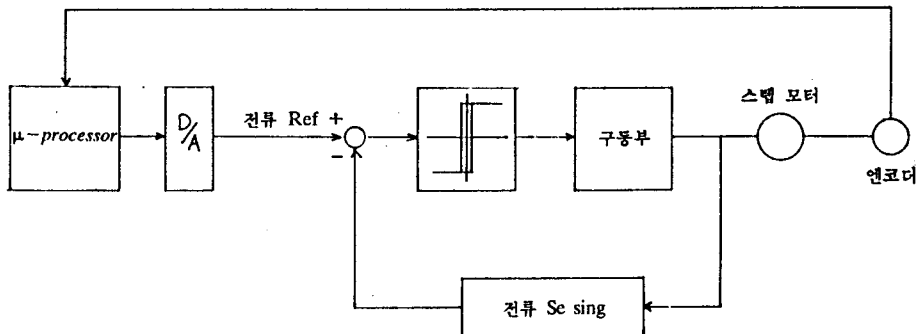 스텝 모터
μ-processor
D/A
전류 Ref +
-
구동부
엔코더
전류 Se sing